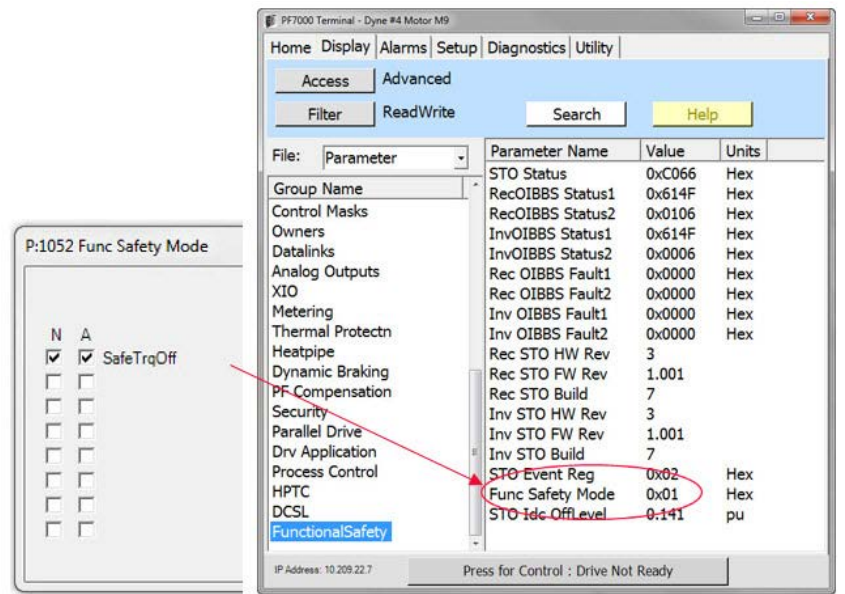 P:1052 Func Safety Mode
N A
SafeTrqOff
PF7000 Terminal - Dyne #4 Motor M9
Home Display Alarms Setup Diagnostics Utility
Access Advanced
Filter ReadWrite Search Help
File: Parameter
Group Name
Control Masks
Owners
Datalinks
Analog Outputs
XIO
Metering
Thermal Protectn
Heatpipe
Dynamic Braking
PF Compensation
Security
Parallel Drive
Drv Application
Process Control
HPTC
DCSL
FunctionalSafety
Parameter Name Value Units
STO Status 0xC066 Hex
RecOIBBS Status1 0x614F Hex
RecOIBBS Status2 0x0106 Hex
InvOIBBS Status1 0x614F Hex
InvOIBBS Status2 0x0006 Hex
Rec OIBBS Fault1 0x0000 Hex
Rec OIBBS Fault2 0x0000 Hex
Inv OIBBS Fault1 0x0000 Hex
Inv OIBBS Fault2 0x0000 Hex
Rec STO HW Rev 3
Rec STO FW Rev 1.001
Rec STO Build 7
Inv STO HW Rev 3
Inv STO FW Rev 1.001
Inv STO Build 7
STO Event Reg 0x02 Hex
Func Safety Mode 0x01 Hex
STO Idc OffLevel 0.141 pu
IP Address: 10.209.22.7 Press for Control : Drive Not Ready